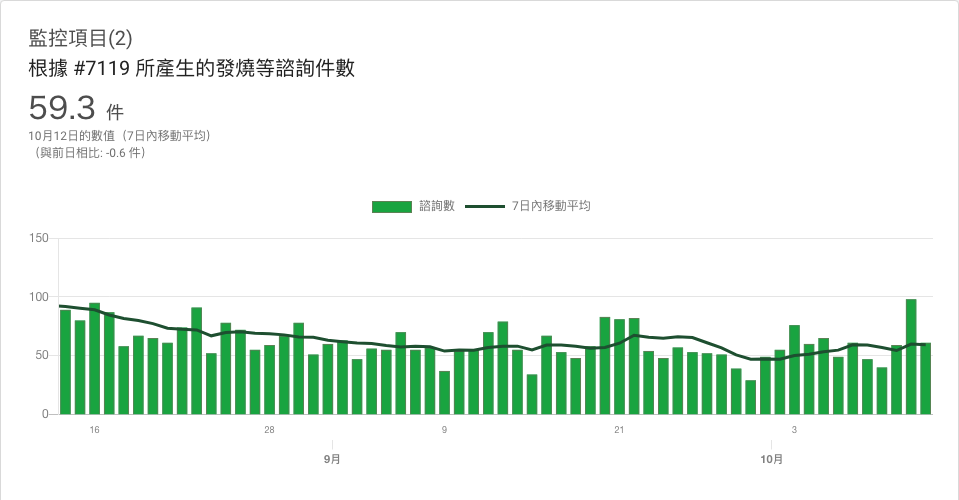 監控項目(2)
根據 #7119 所產生的發燒等諮詢件數
59.3 件
10月12日的數值（7日內移動平均）
（與前日相比: -0.6 件）
諮詢數 7日內移動平均
150
100
50
0
16 28 9 21 3
9月 10月